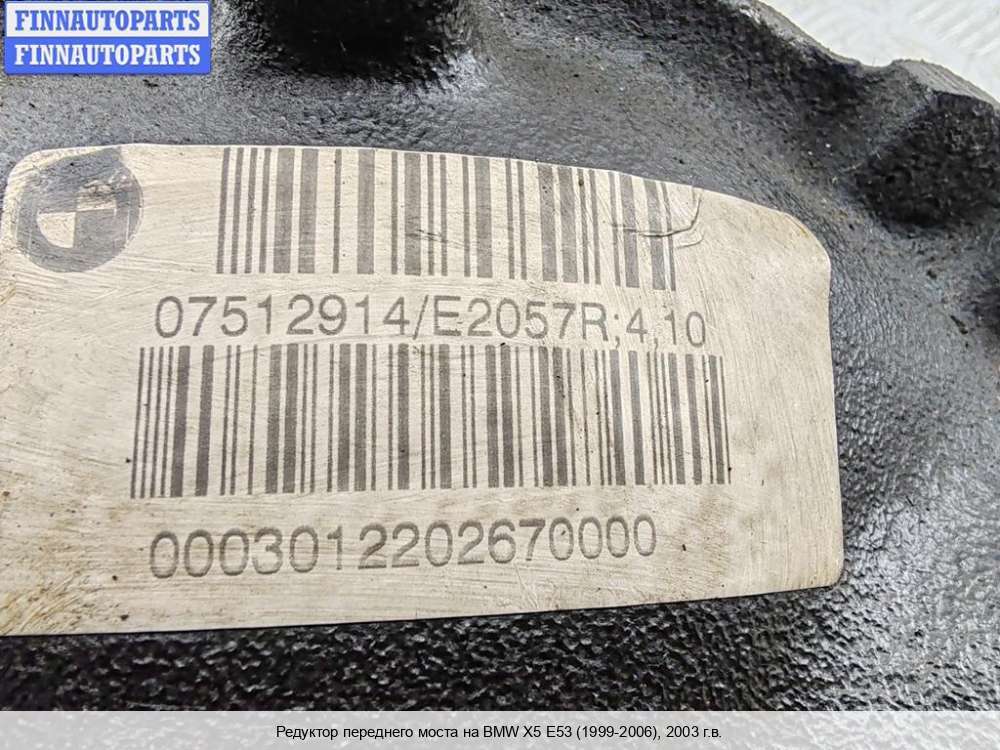 FINNAUTOPARTS
FINNAUTOPARTS
07512914/E2057R;4,10
0003012202670000
Редуктор переднего моста на BMW X5 E53 (1999-2006), 2003 г.в.